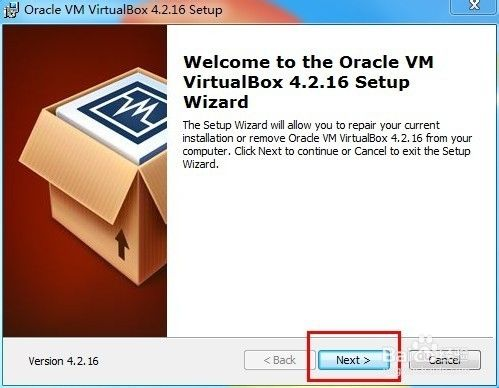 Oracle VM VirtualBox 4.2.16 Setup
Welcome to the Oracle VM
VirtualBox 4.2.16 Setup
Wizard
The Setup Wizard will allow you to repair your current
installation or remove Oracle VM VirtualBox 4.2.16 from your
computer. Click Next to continue or Cancel to exit the Setup
Wizard.
Version 4.2.16
< Back
Next >
Cancel